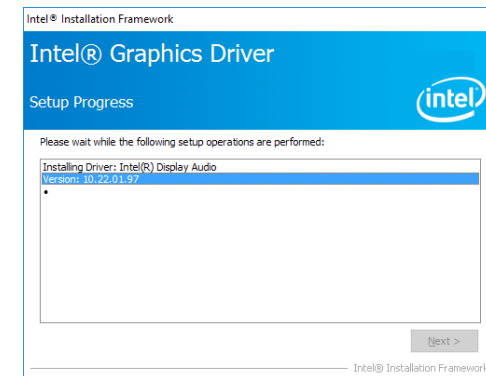 Intel® Installation Framework
Intel® Graphics Driver
Setup Progress
intel
Please wait while the following setup operations are performed:
Installing Driver: Intel(R) Display Audio
Version: 10.22.01.97
•
Next >
Intel® Installation Framework